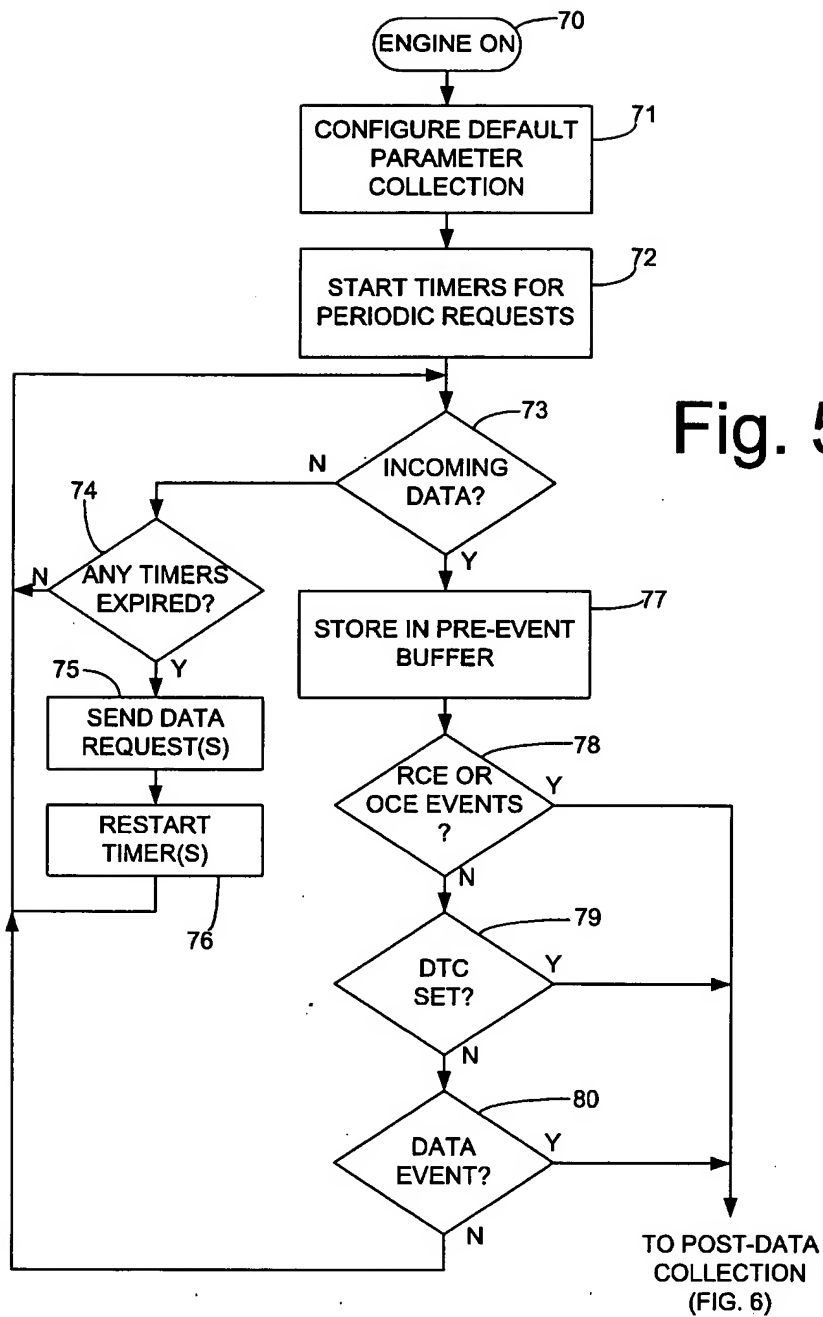 ENGINE ON
70
CONFIGURE DEFAULT
PARAMETER
COLLECTION
71
START TIMERS FOR
PERIODIC REQUESTS
72
Fig. 5
INCOMING
DATA?
73
N
Y
74
ANY TIMERS
EXPIRED?
N
Y
75
SEND DATA
REQUEST(S)
RESTART
TIMER(S)
76
STORE IN PRE-EVENT
BUFFER
77
RCE OR
OCE EVENTS
?
78
Y
N
DTC
SET?
79
Y
N
DATA
EVENT?
80
Y
N
TO POST-DATA
COLLECTION
(FIG. 6)